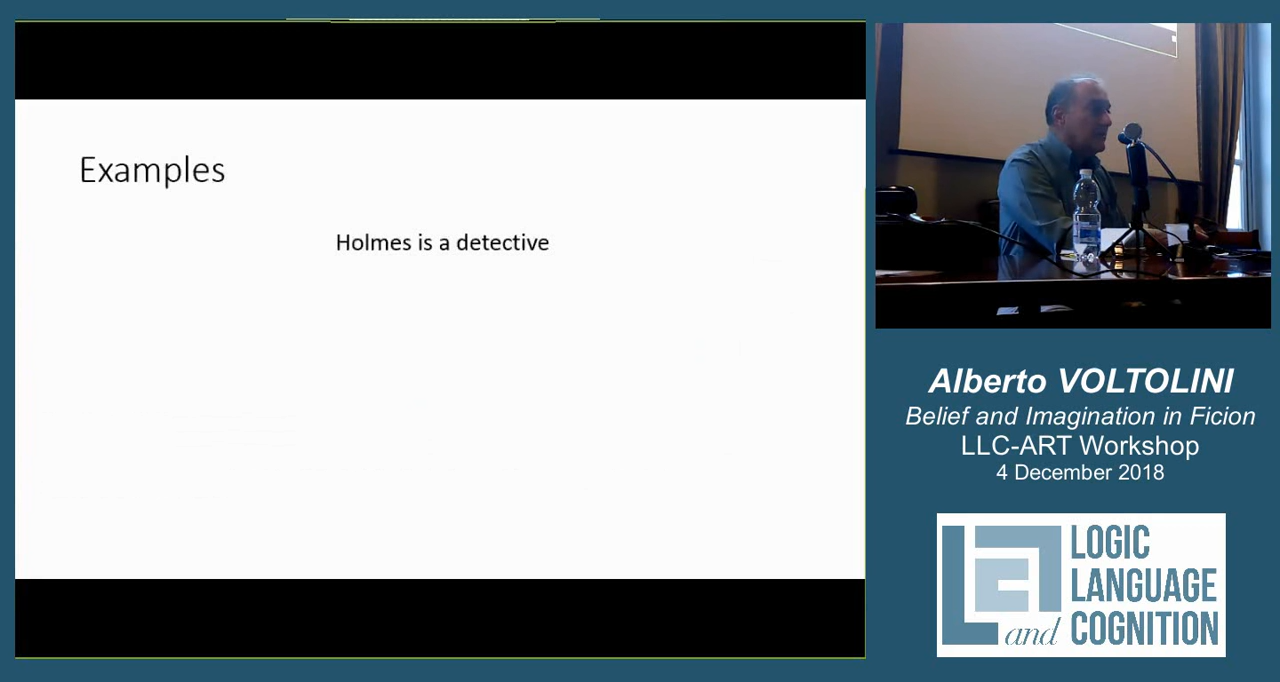 Examples
Holmes is a detective
Alberto VOLTOLINI
Belief and Imagination in Ficion
LLC-ART Workshop
4 December 2018
LOGIC
LANGUAGE
and COGNITION